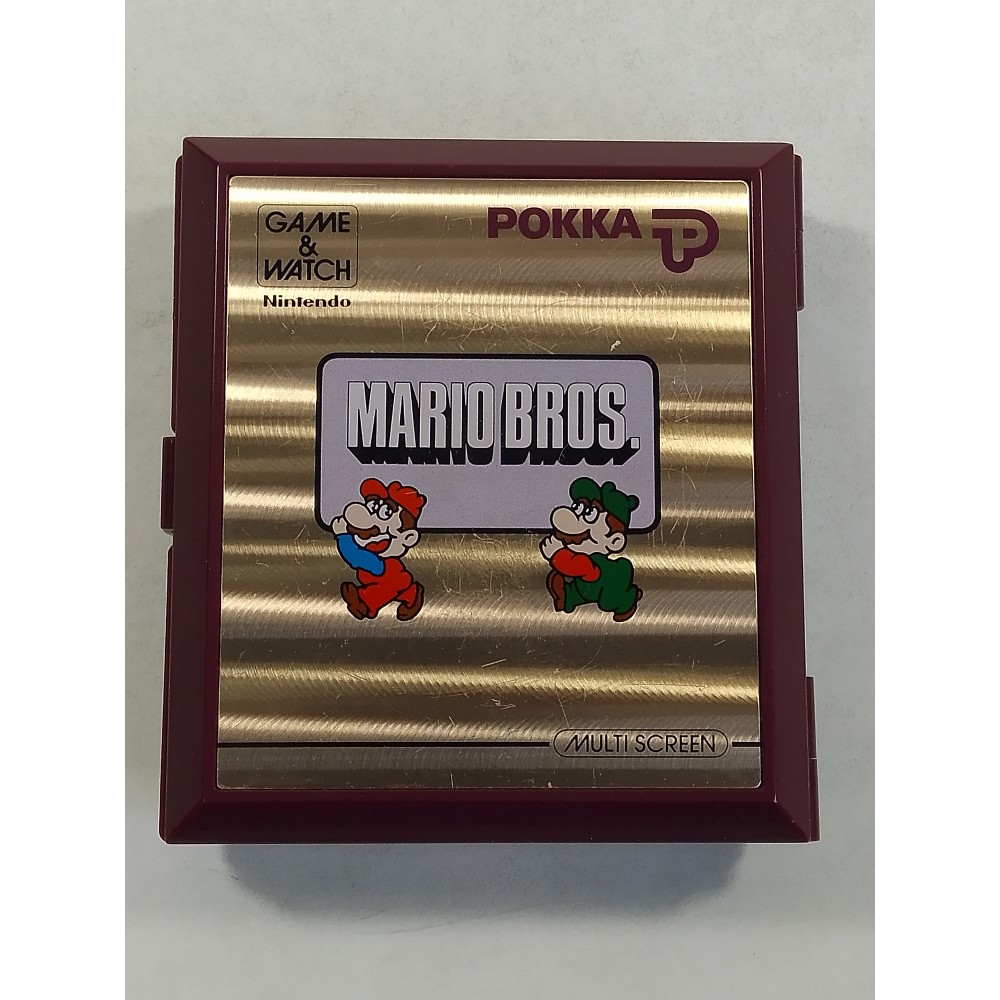 GAME
&
WATCH
Nintendo
POKKA
MARIO BROS.
MULTI SCREEN